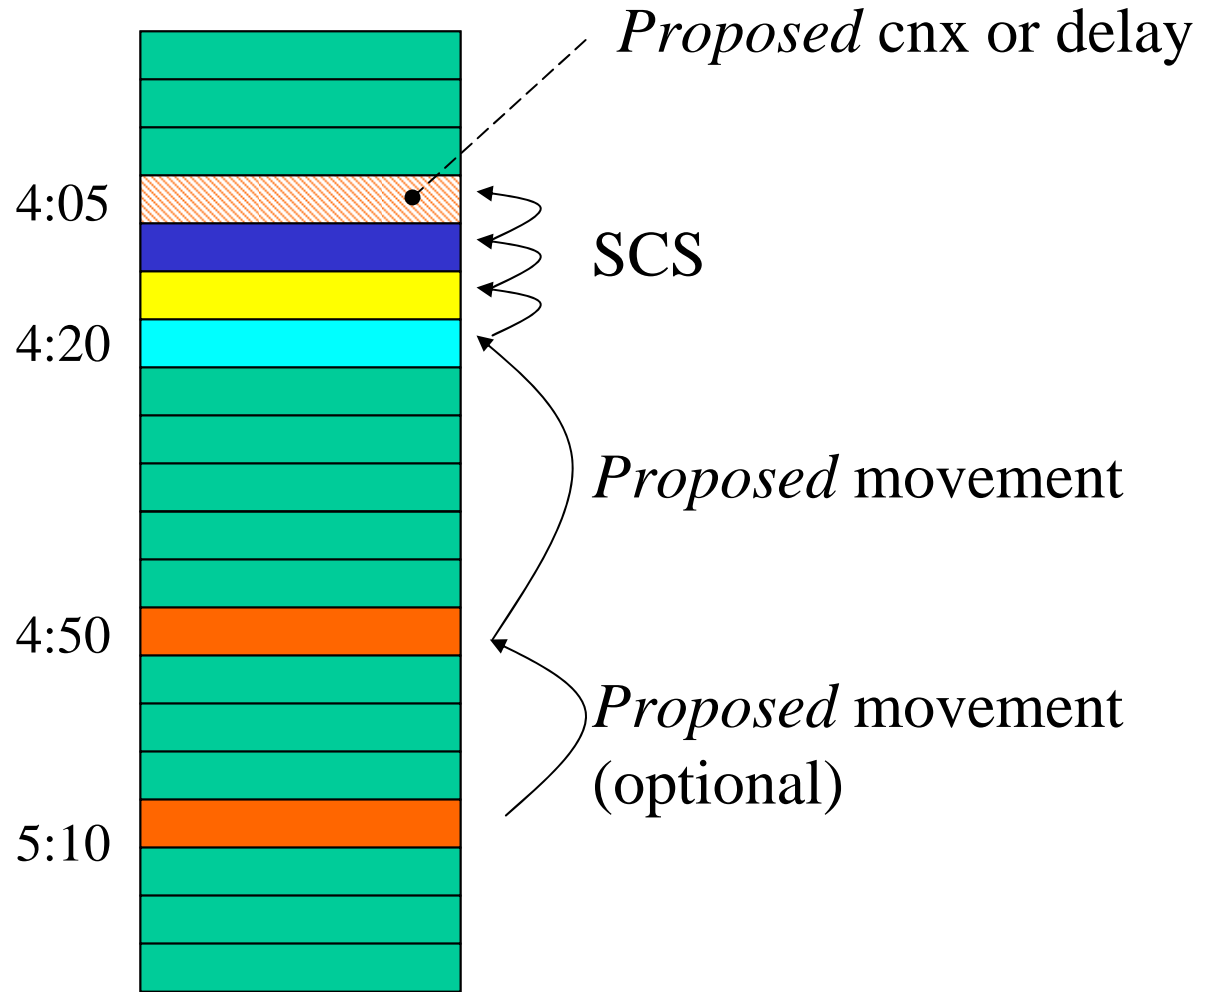 Proposed cnx or delay
4:05
SCS
4:20
Proposed movement
4:50
Proposed movement
(optional)
5:10